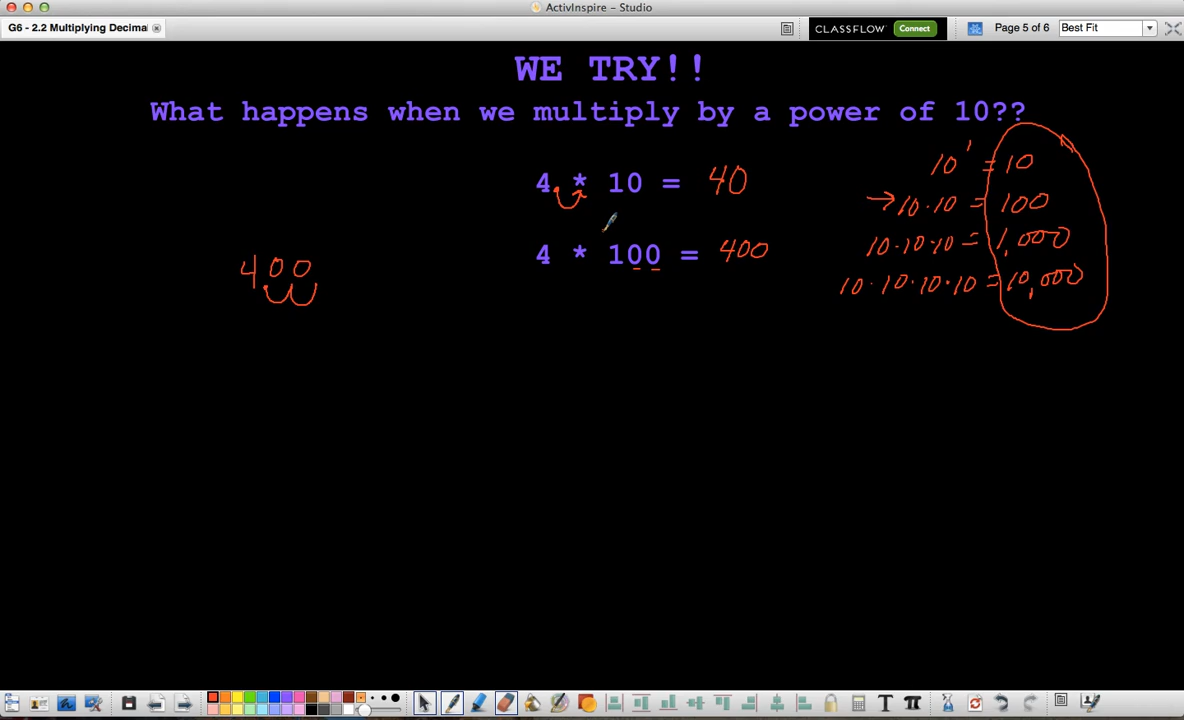 ActivInspire - Studio
G6 - 2.2 Multiplying Decima
CLASSFLOW Connect Page 5 of 6 Best Fit
WE TRY!!
What happens when we multiply by a power of 10??
4 * 10 = 40
4 * 100 = 400
400
10¹ = 10
→ 10·10 = 100
10·10·10 = 1,000
10·10·10·10 = 10,000